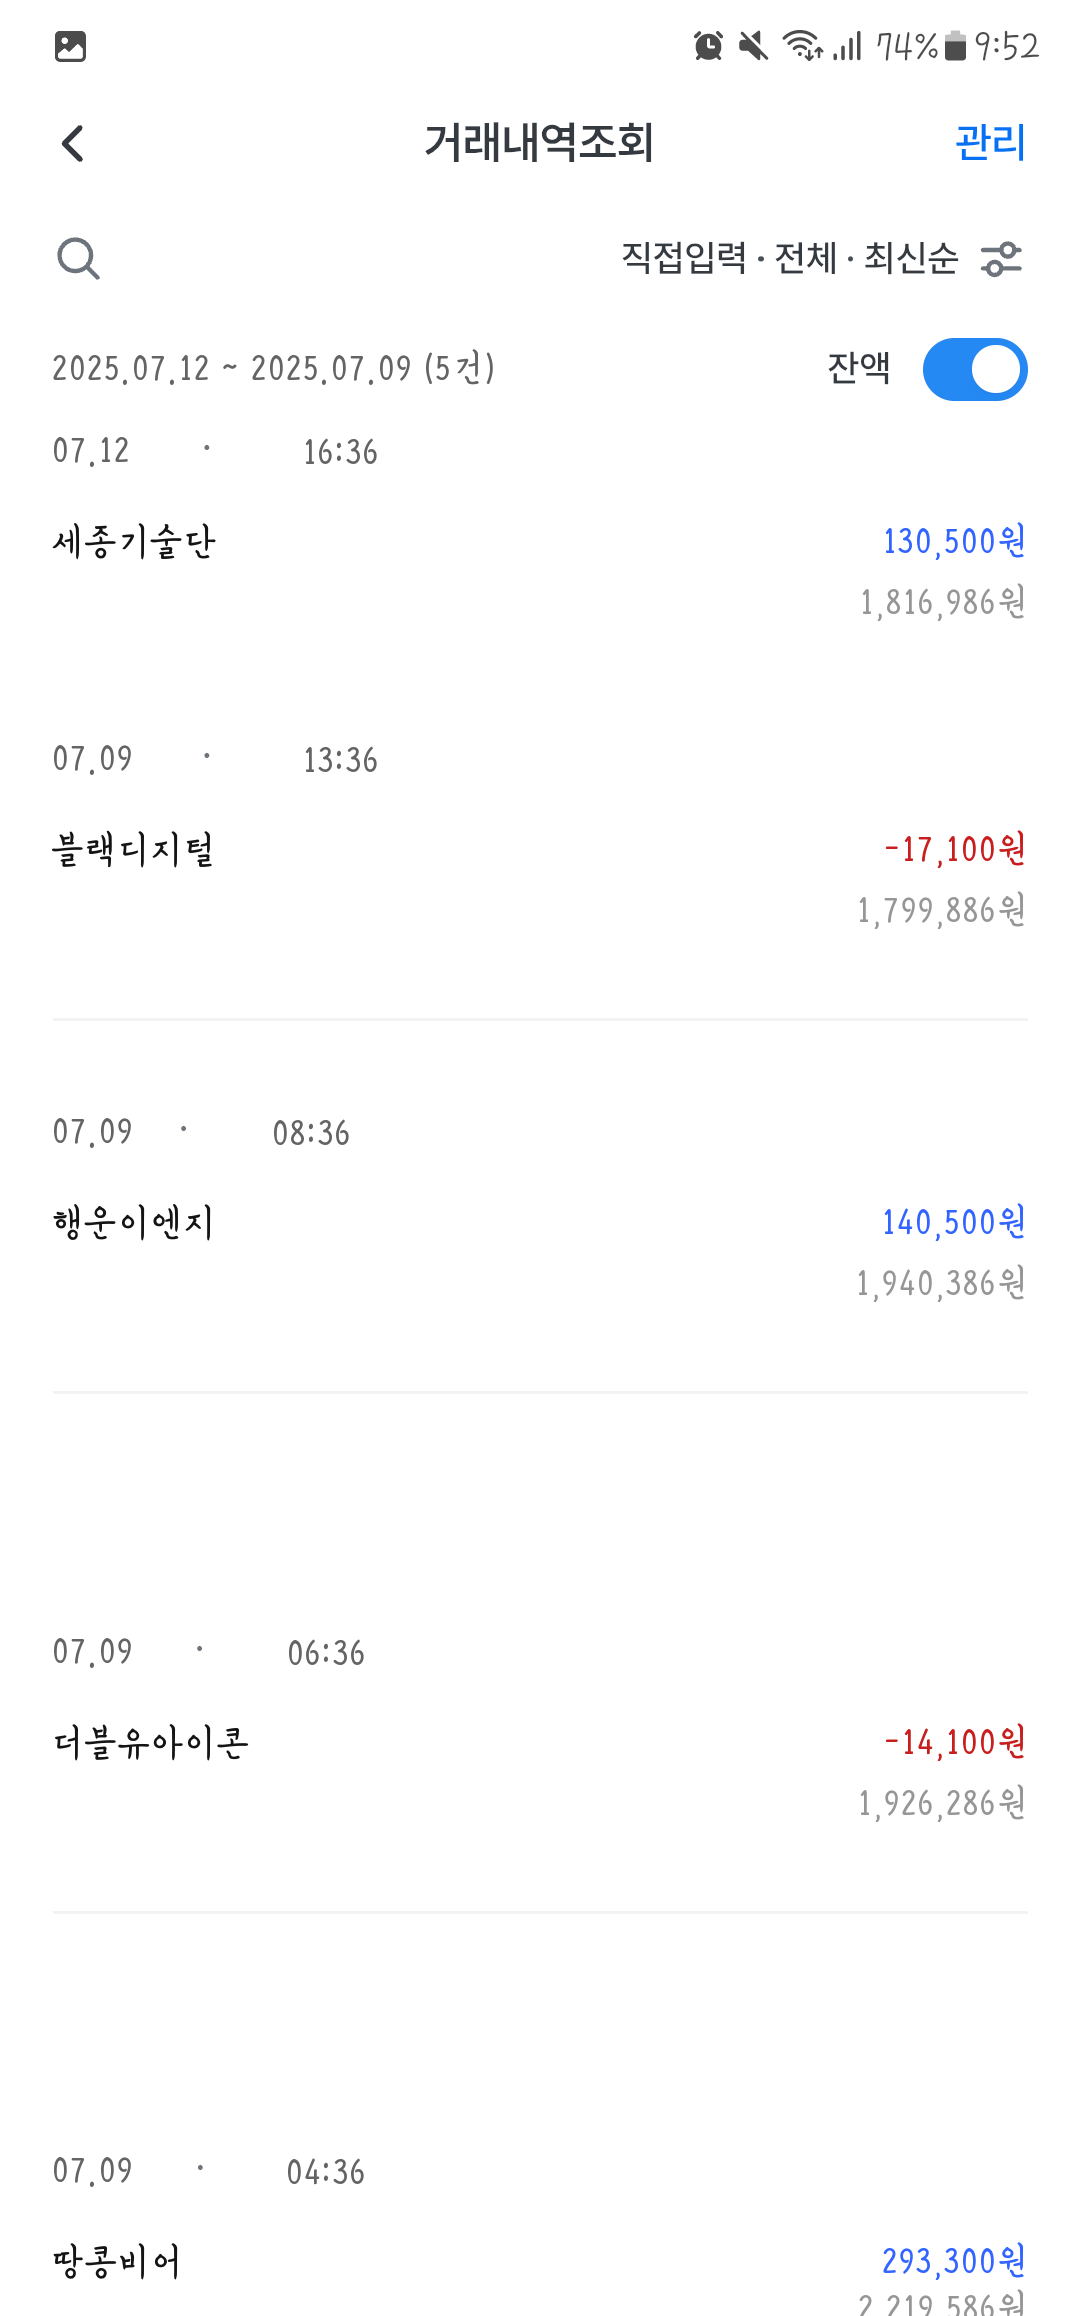 74% 9:52
거래내역조회 관리
직접입력 · 전체 · 최신순
2025.07.12 ~ 2025.07.09 (5건) 잔액
07.12 · 16:36
세종기술단 130,500원
1,816,986원
07.09 · 13:36
블랙디지털 -17,100원
1,799,886원
07.09 · 08:36
행운이엔지 140,500원
1,940,386원
07.09 · 06:36
더블유아이콘 -14,100원
1,926,286원
07.09 · 04:36
땅콩비어 293,300원
2,219,586원